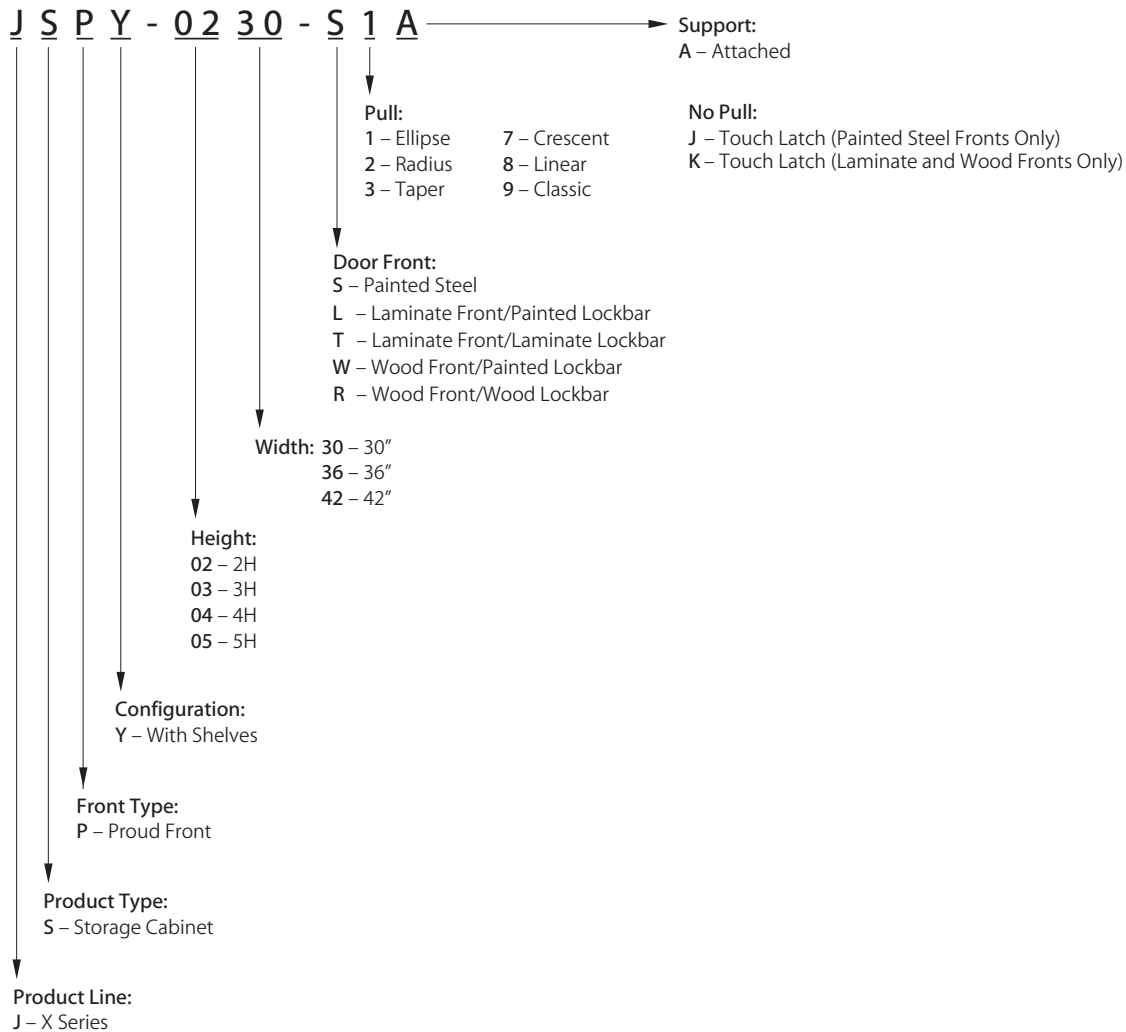 JSPY-0230-S1A
Support:
A – Attached
Pull:
1 – Ellipse
2 – Radius
3 – Taper
7 – Crescent
8 – Linear
9 – Classic
No Pull:
J – Touch Latch (Painted Steel Fronts Only)
K – Touch Latch (Laminate and Wood Fronts Only)
Door Front:
S – Painted Steel
L – Laminate Front/Painted Lockbar
T – Laminate Front/Laminate Lockbar
W – Wood Front/Painted Lockbar
R – Wood Front/Wood Lockbar
Width: 30 – 30”
36 – 36”
42 – 42”
Height:
02 – 2H
03 – 3H
04 – 4H
05 – 5H
Configuration:
Y – With Shelves
Front Type:
P – Proud Front
Product Type:
S – Storage Cabinet
Product Line:
J – X Series